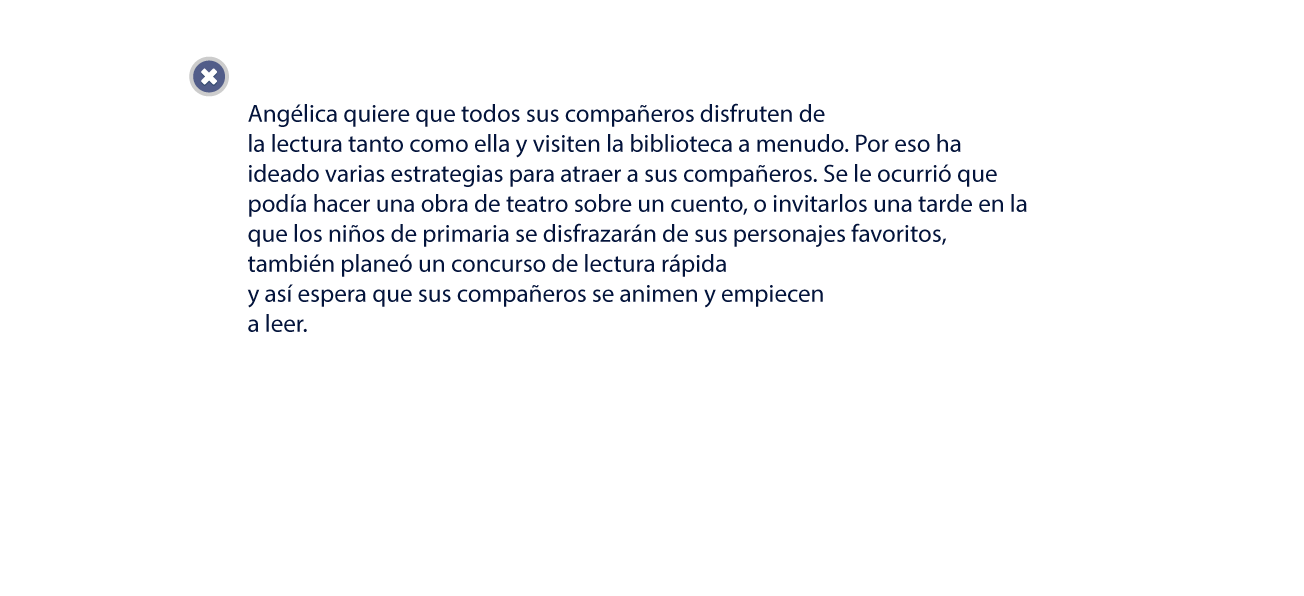 Angélica quiere que todos sus compañeros disfruten de
la lectura tanto como ella y visiten la biblioteca a menudo. Por eso ha
ideado varias estrategias para atraer a sus compañeros. Se le ocurrió que
podía hacer una obra de teatro sobre un cuento, o invitarlos una tarde en la
que los niños de primaria se disfrazarán de sus personajes favoritos,
también planeó un concurso de lectura rápida
y así espera que sus compañeros se animen y empiecen
a leer.